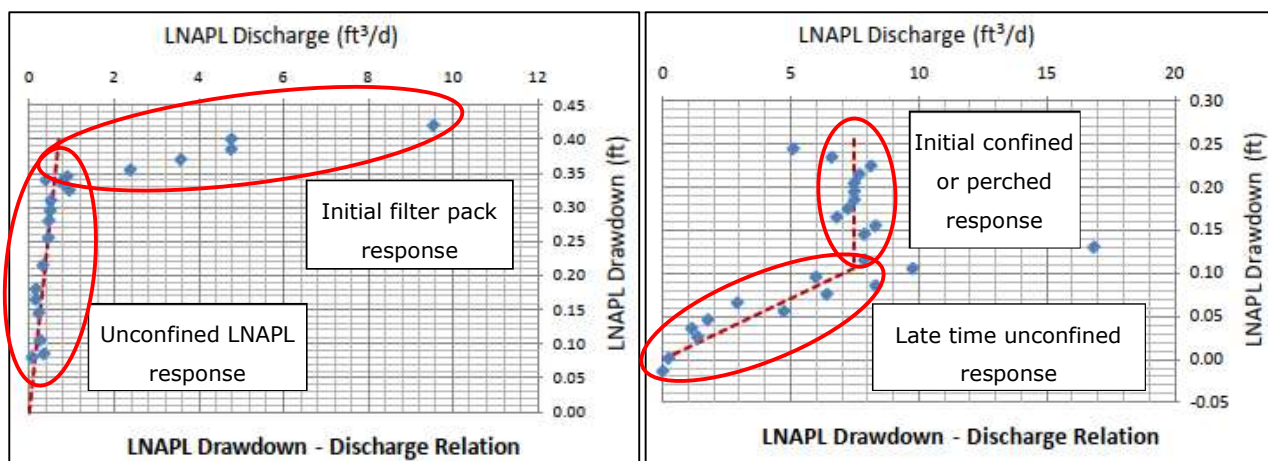 LNAPL Discharge (ft³/d)
0 2 4 6 8 10 12
0.45
0.40
0.35
0.30
0.25
0.20
0.15
0.10
0.05
0.00
LNAPL Drawdown (ft)
Initial filter pack
response
Unconfined LNAPL
response
LNAPL Drawdown - Discharge Relation
LNAPL Discharge (ft³/d)
0 5 10 15 20
0.30
0.25
0.20
0.15
0.10
0.05
0.00
-0.05
LNAPL Drawdown (ft)
Initial confined
or perched
response
Late time unconfined
response
LNAPL Drawdown - Discharge Relation